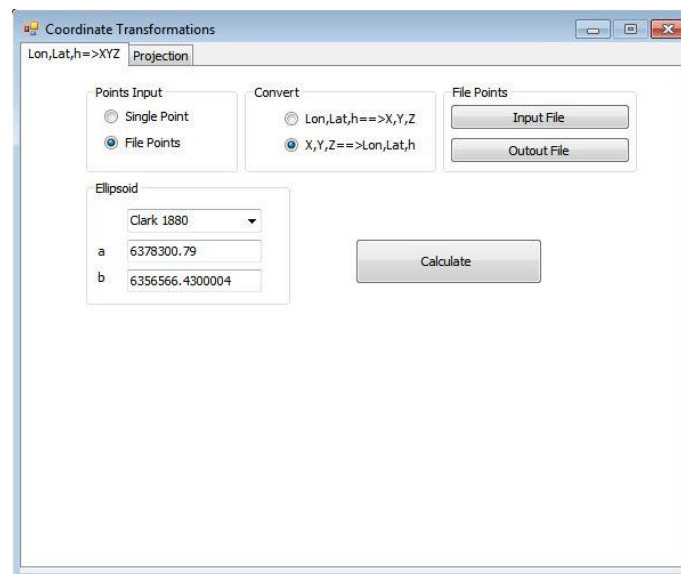 Coordinate Transformations
Lon,Lat,h=>XYZ Projection
Points Input
Single Point
File Points
Convert
Lon,Lat,h==>X,Y,Z
X,Y,Z==>Lon,Lat,h
File Points
Input File
Outout File
Ellipsoid
Clark 1880
a 6378300.79
b 6356566.4300004
Calculate